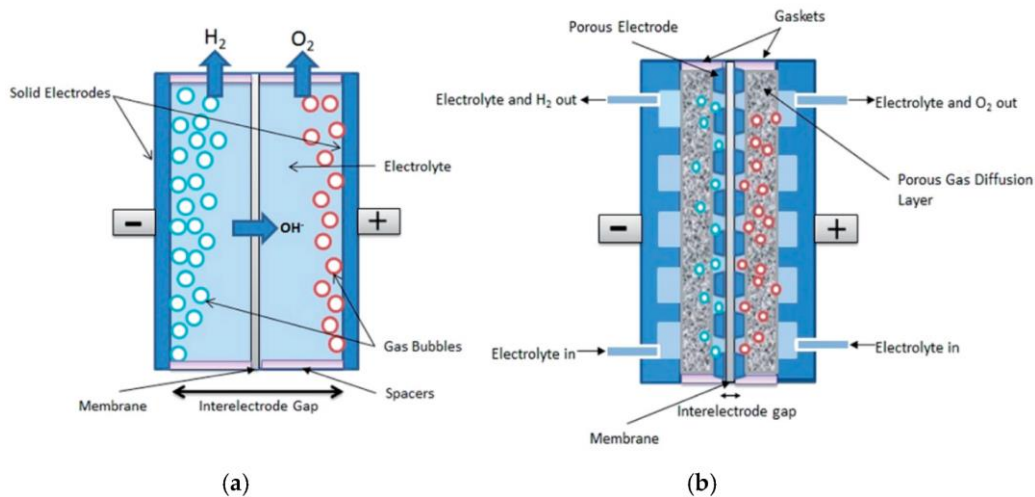 H2
O2
Solid Electrodes
Electrolyte
-
OH-
+
Gas Bubbles
Membrane
Interelectrode Gap
Spacers
(a)
Gaskets
Porous Electrode
Electrolyte and H2 out
Electrolyte and O2 out
Porous Gas Diffusion
Layer
-
+
Electrolyte in
Electrolyte in
Interelectrode gap
Membrane
(b)